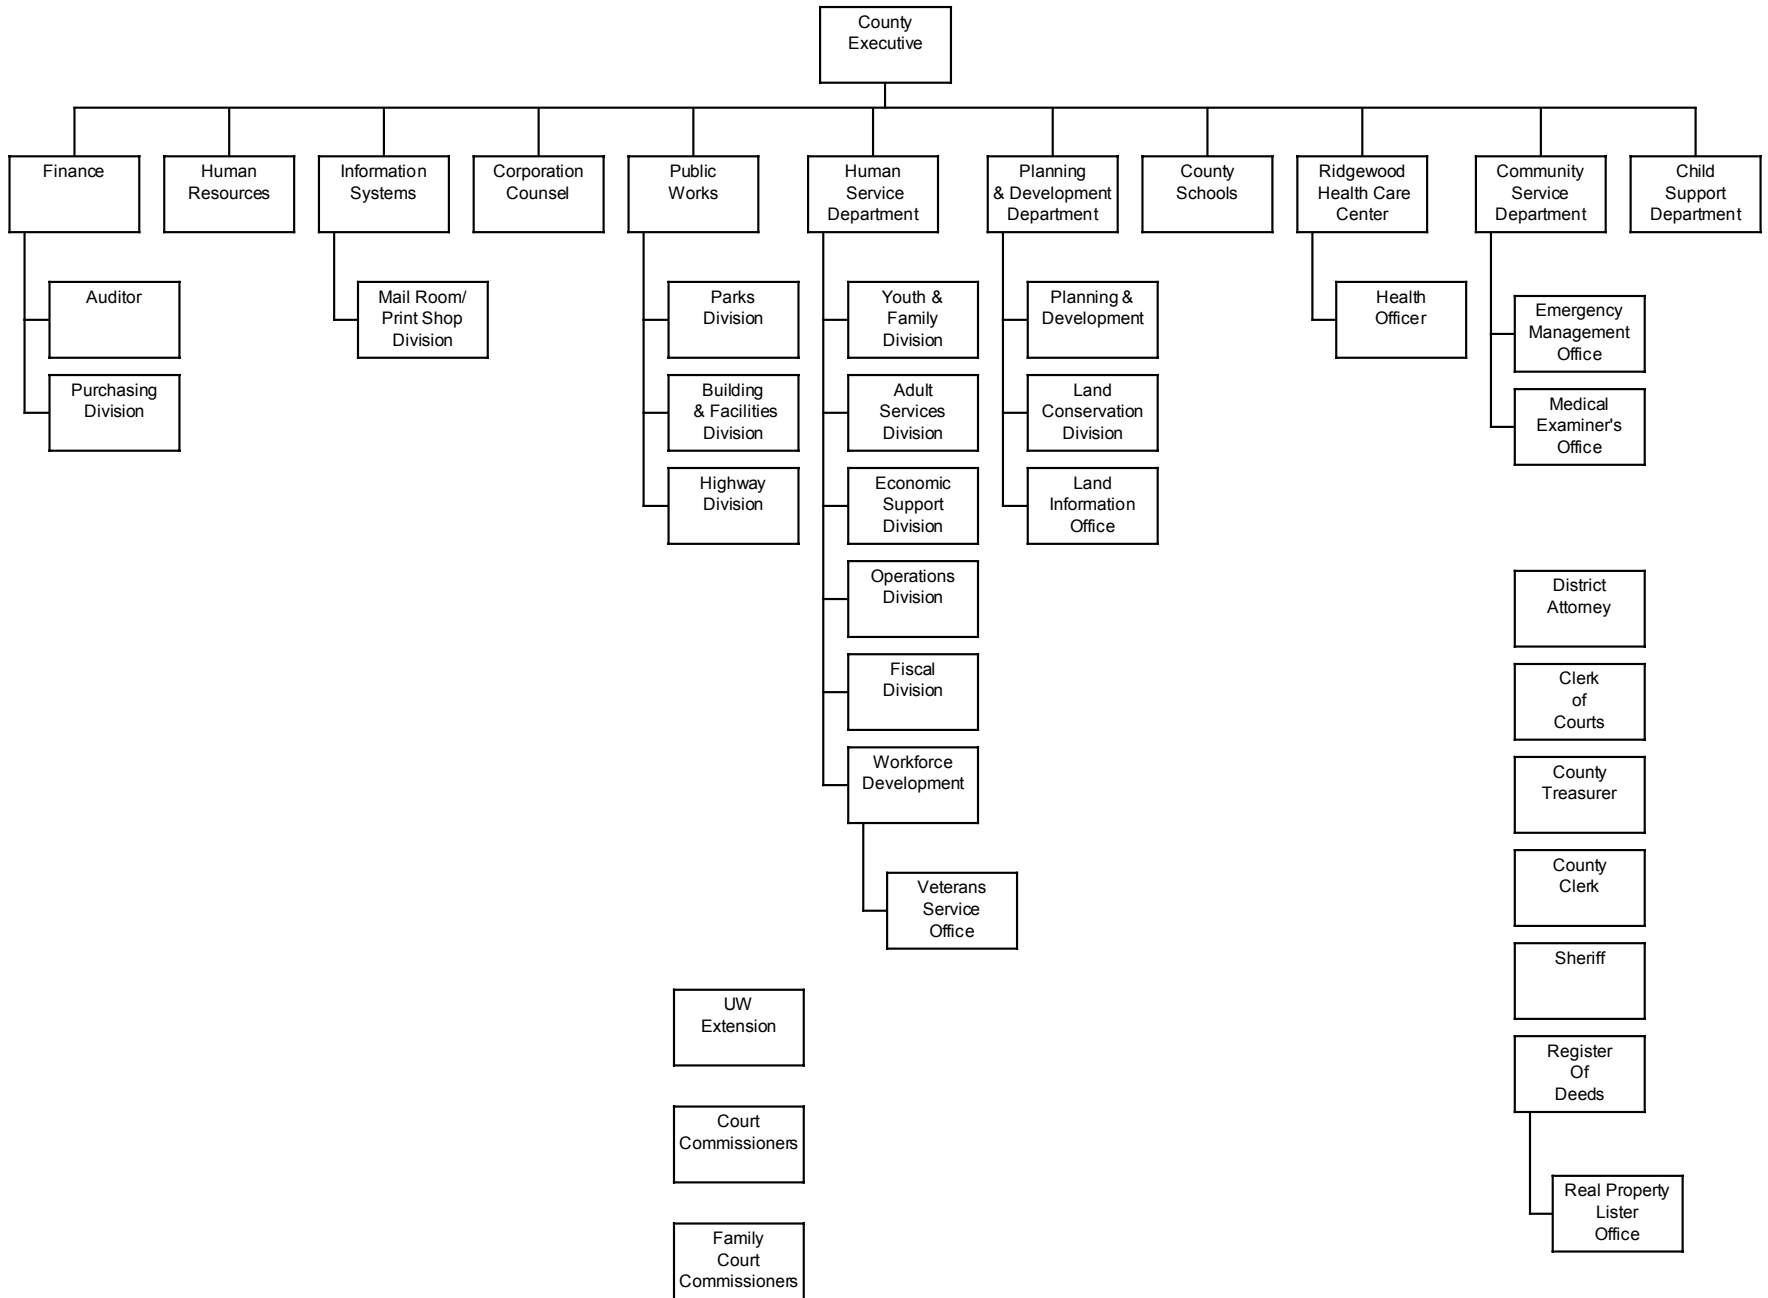 County
Executive
Finance
Human
Resources
Information
Systems
Corporation
Counsel
Public
Works
Human
Service
Department
Planning
& Development
Department
County
Schools
Ridgewood
Health Care
Center
Community
Service
Department
Child
Support
Department
Auditor
Purchasing
Division
Mail Room/
Print Shop
Division
Parks
Division
Building
& Facilities
Division
Highway
Division
Youth &
Family
Division
Adult
Services
Division
Economic
Support
Division
Operations
Division
Fiscal
Division
Workforce
Development
Veterans
Service
Office
Planning &
Development
Land
Conservation
Division
Land
Information
Office
Health
Officer
Emergency
Management
Office
Medical
Examiner's
Office
District
Attorney
Clerk
of
Courts
County
Treasurer
County
Clerk
Sheriff
Register
Of
Deeds
Real Property
Lister
Office
UW
Extension
Court
Commissioners
Family
Court
Commissioners